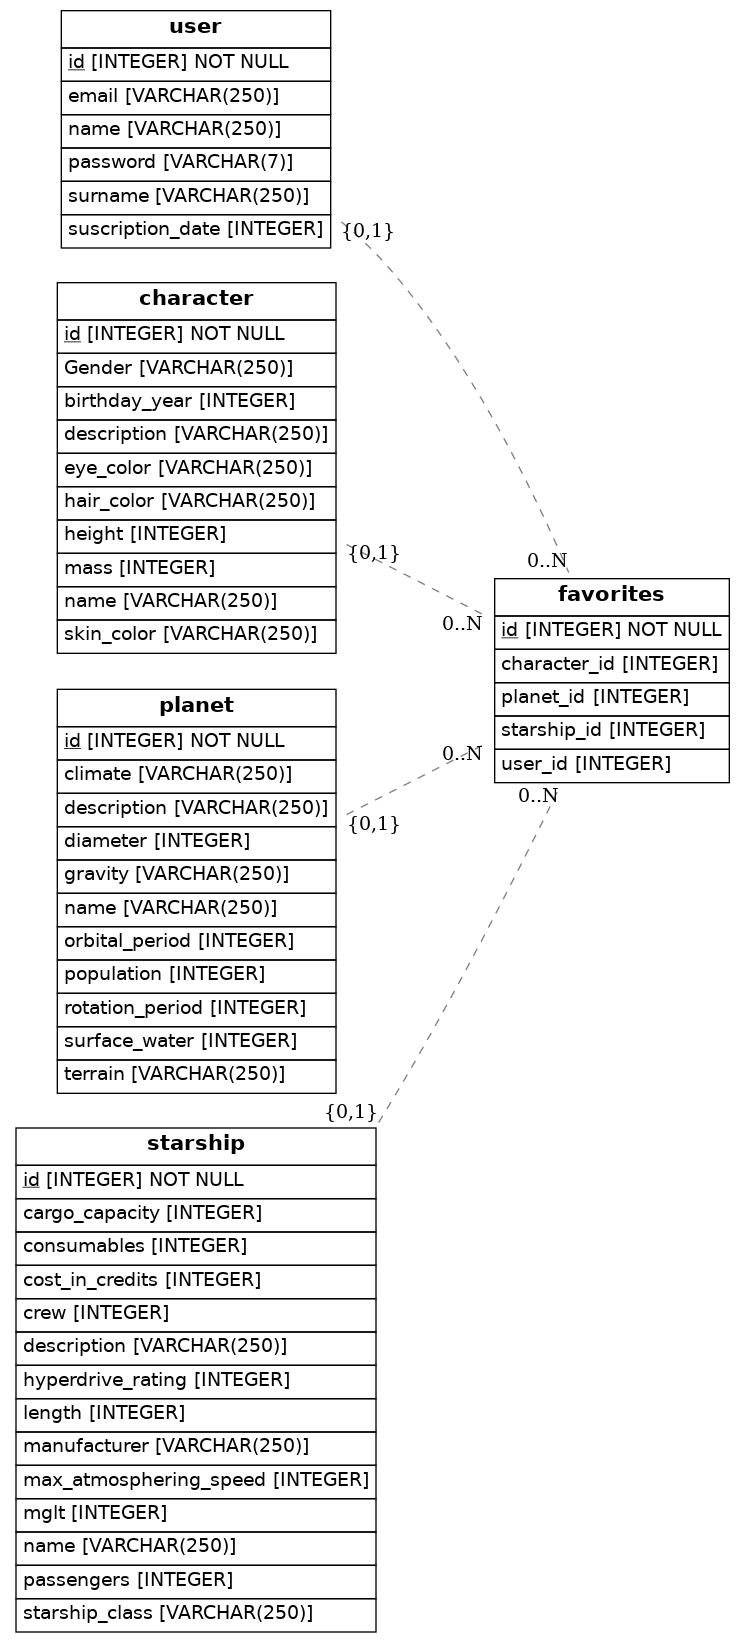 user
id [INTEGER] NOT NULL
email [VARCHAR(250)]
name [VARCHAR(250)]
password [VARCHAR(7)]
surname [VARCHAR(250)]
suscription_date [INTEGER]
{0,1}
character
id [INTEGER] NOT NULL
Gender [VARCHAR(250)]
birthday_year [INTEGER]
description [VARCHAR(250)]
eye_color [VARCHAR(250)]
hair_color [VARCHAR(250)]
height [INTEGER]
mass [INTEGER]
name [VARCHAR(250)]
skin_color [VARCHAR(250)]
{0,1}
0..N
0..N
favorites
id [INTEGER] NOT NULL
character_id [INTEGER]
planet_id [INTEGER]
starship_id [INTEGER]
user_id [INTEGER]
0..N
0..N
planet
id [INTEGER] NOT NULL
climate [VARCHAR(250)]
description [VARCHAR(250)]
diameter [INTEGER]
gravity [VARCHAR(250)]
name [VARCHAR(250)]
orbital_period [INTEGER]
population [INTEGER]
rotation_period [INTEGER]
surface_water [INTEGER]
terrain [VARCHAR(250)]
{0,1}
{0,1}
starship
id [INTEGER] NOT NULL
cargo_capacity [INTEGER]
consumables [INTEGER]
cost_in_credits [INTEGER]
crew [INTEGER]
description [VARCHAR(250)]
hyperdrive_rating [INTEGER]
length [INTEGER]
manufacturer [VARCHAR(250)]
max_atmosphering_speed [INTEGER]
mglt [INTEGER]
name [VARCHAR(250)]
passengers [INTEGER]
starship_class [VARCHAR(250)]